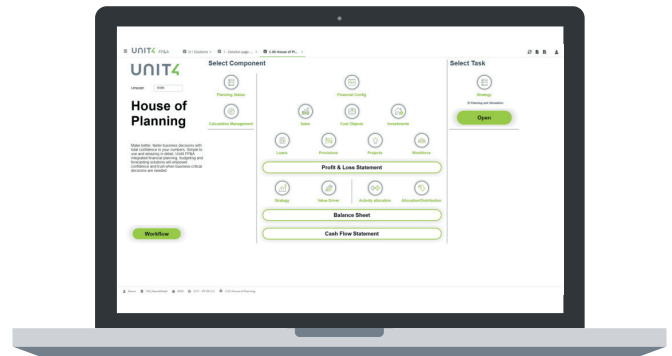 UNIT4 FP&A
UNIT4
Select Component
Select Task
Planning Status
Financial Config
Strategy
House of
Planning
Calculation Management
Sales
Cost Objects
Investments
Open
Make better, faster business decisions with
total confidence in your numbers. Simple to
use and amazing in detail, Unit4 FP&A
integrated financial planning, budgeting and
forecasting solutions will empower
confidence and trust when business critical
decisions are needed
Loans
Provisions
Projects
Workforce
Profit & Loss Statement
Strategy
Value Driver
Activity allocation
Allocation/Distribution
Balance Sheet
Workflow
Cash Flow Statement